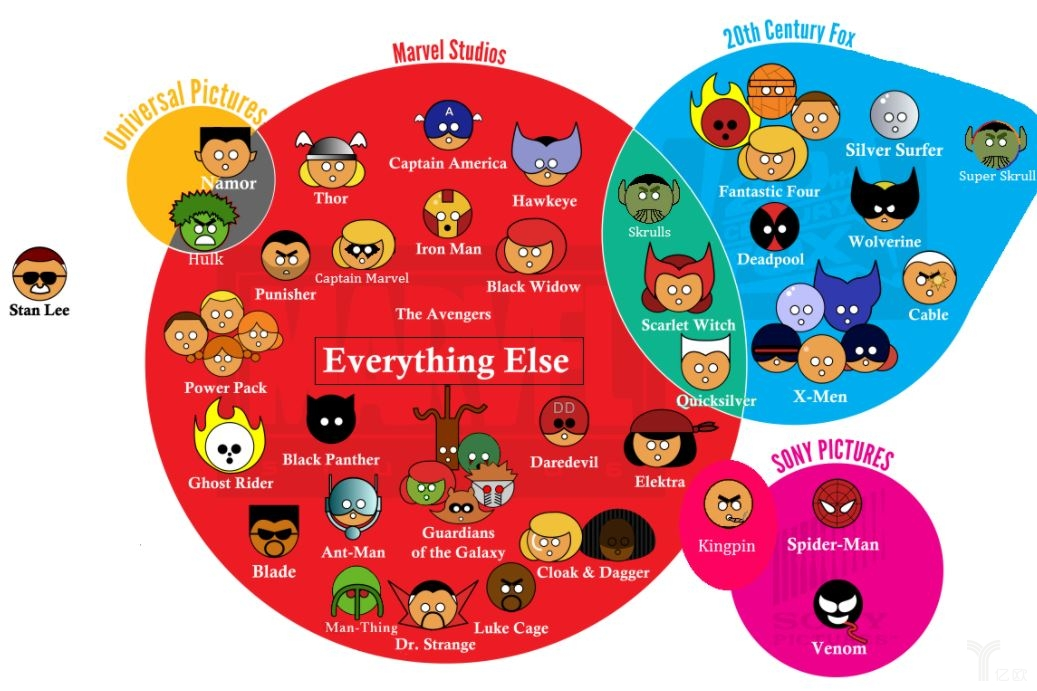 20th Century Fox
Marvel Studios
Universal Pictures
A
Captain America
Silver Surfer
Super Skrull
Namor
Thor
Hawkeye
Fantastic Four
Skrulls
Iron Man
Wolverine
Deadpool
Hulk
Punisher
Captain Marvel
Black Widow
Stan Lee
The Avengers
Scarlet Witch
Cable
Everything Else
Power Pack
Quicksilver
X-Men
DD
Black Panther
Daredevil
Ghost Rider
Elektra
SONY PICTURES
Guardians
of the Galaxy
Ant-Man
Kingpin
Spider-Man
Blade
Cloak & Dagger
Man-Thing
Luke Cage
Dr. Strange
Venom